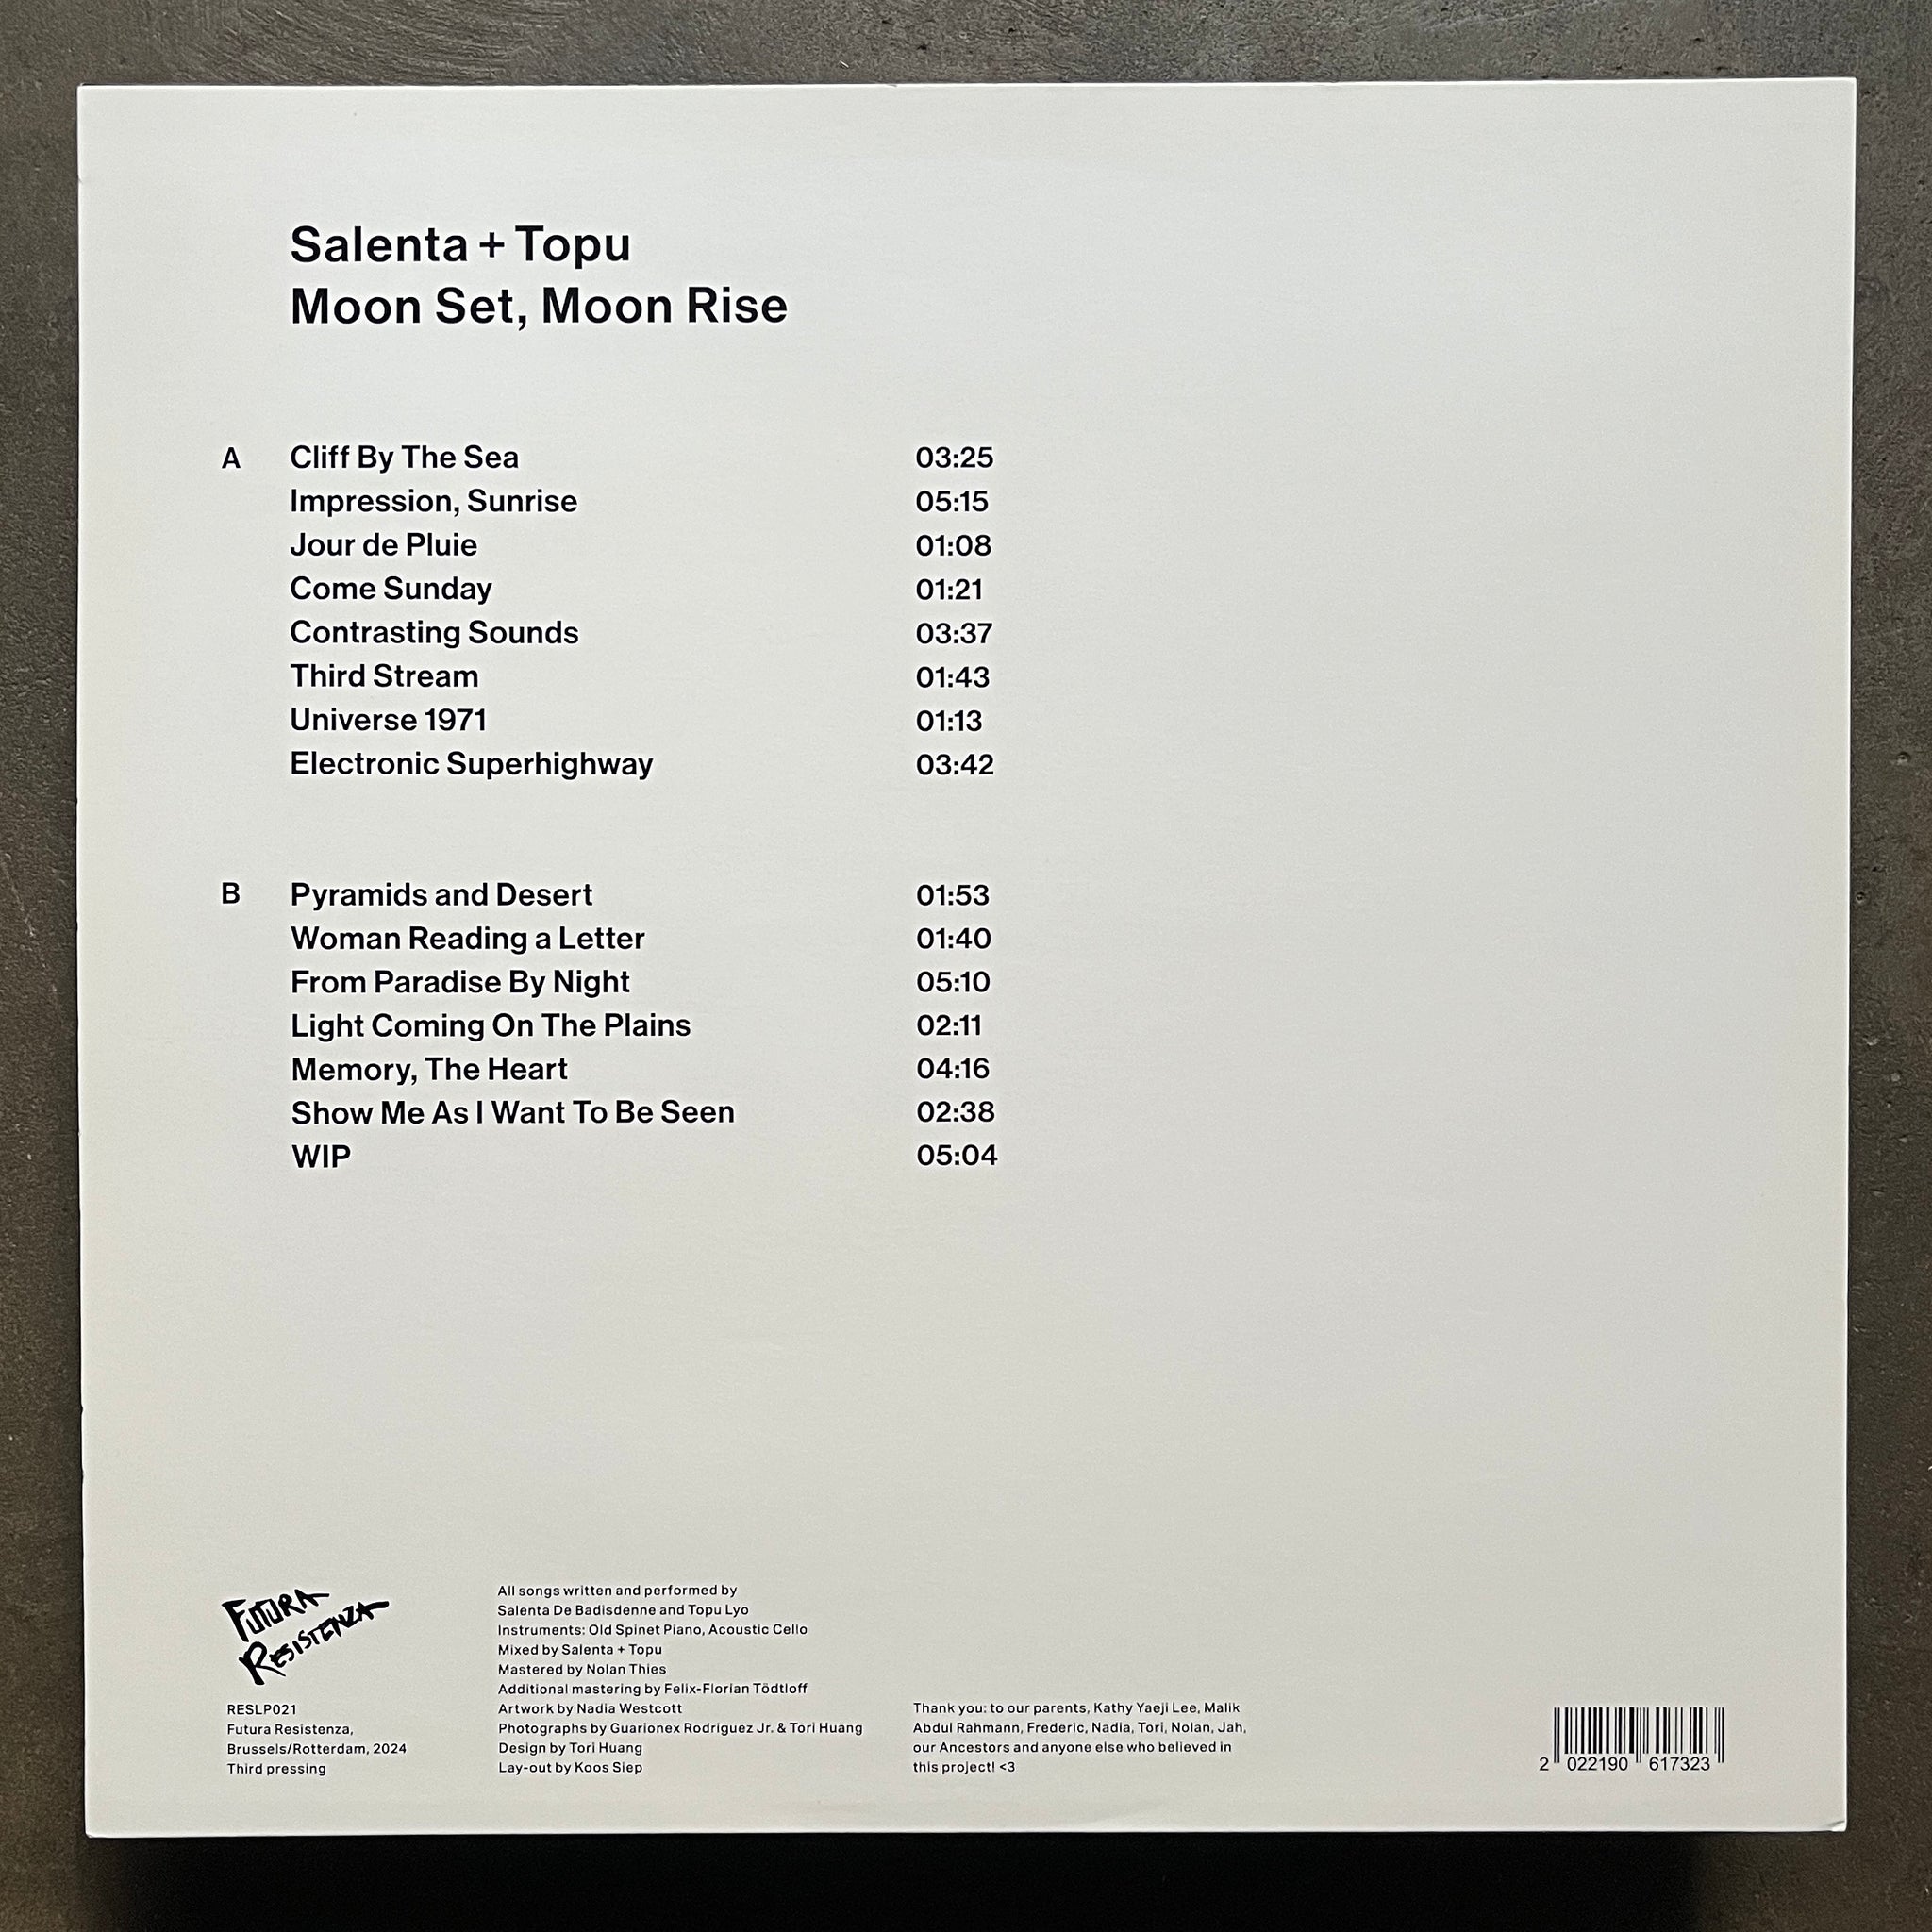 Salenta + Topu
Moon Set, Moon Rise
A Cliff By The Sea 03:25
Impression, Sunrise 05:15
Jour de Pluie 01:08
Come Sunday 01:21
Contrasting Sounds 03:37
Third Stream 01:43
Universe 1971 01:13
Electronic Superhighway 03:42
B Pyramids and Desert 01:53
Woman Reading a Letter 01:40
From Paradise By Night 05:10
Light Coming On The Plains 02:11
Memory, The Heart 04:16
Show Me As I Want To Be Seen 02:38
WIP 05:04
FUTURA
RESISTENZA
RESLP021
Futura Resistenza,
Brussels/Rotterdam, 2024
Third pressing
All songs written and performed by
Salenta De Badisdenne and Topu Lyo
Instruments: Old Spinet Piano, Acoustic Cello
Mixed by Salenta + Topu
Mastered by Nolan Thies
Additional mastering by Felix-Florian Tödtloff
Artwork by Nadia Westcott
Photographs by Guarionex Rodriguez Jr. & Tori Huang
Design by Tori Huang
Lay-out by Koos Siep
Thank you: to our parents, Kathy Yaeji Lee, Malik
Abdul Rahmann, Frederic, Nadia, Tori, Nolan, Jah,
our Ancestors and anyone else who believed in
this project! <3
2 022190 617323